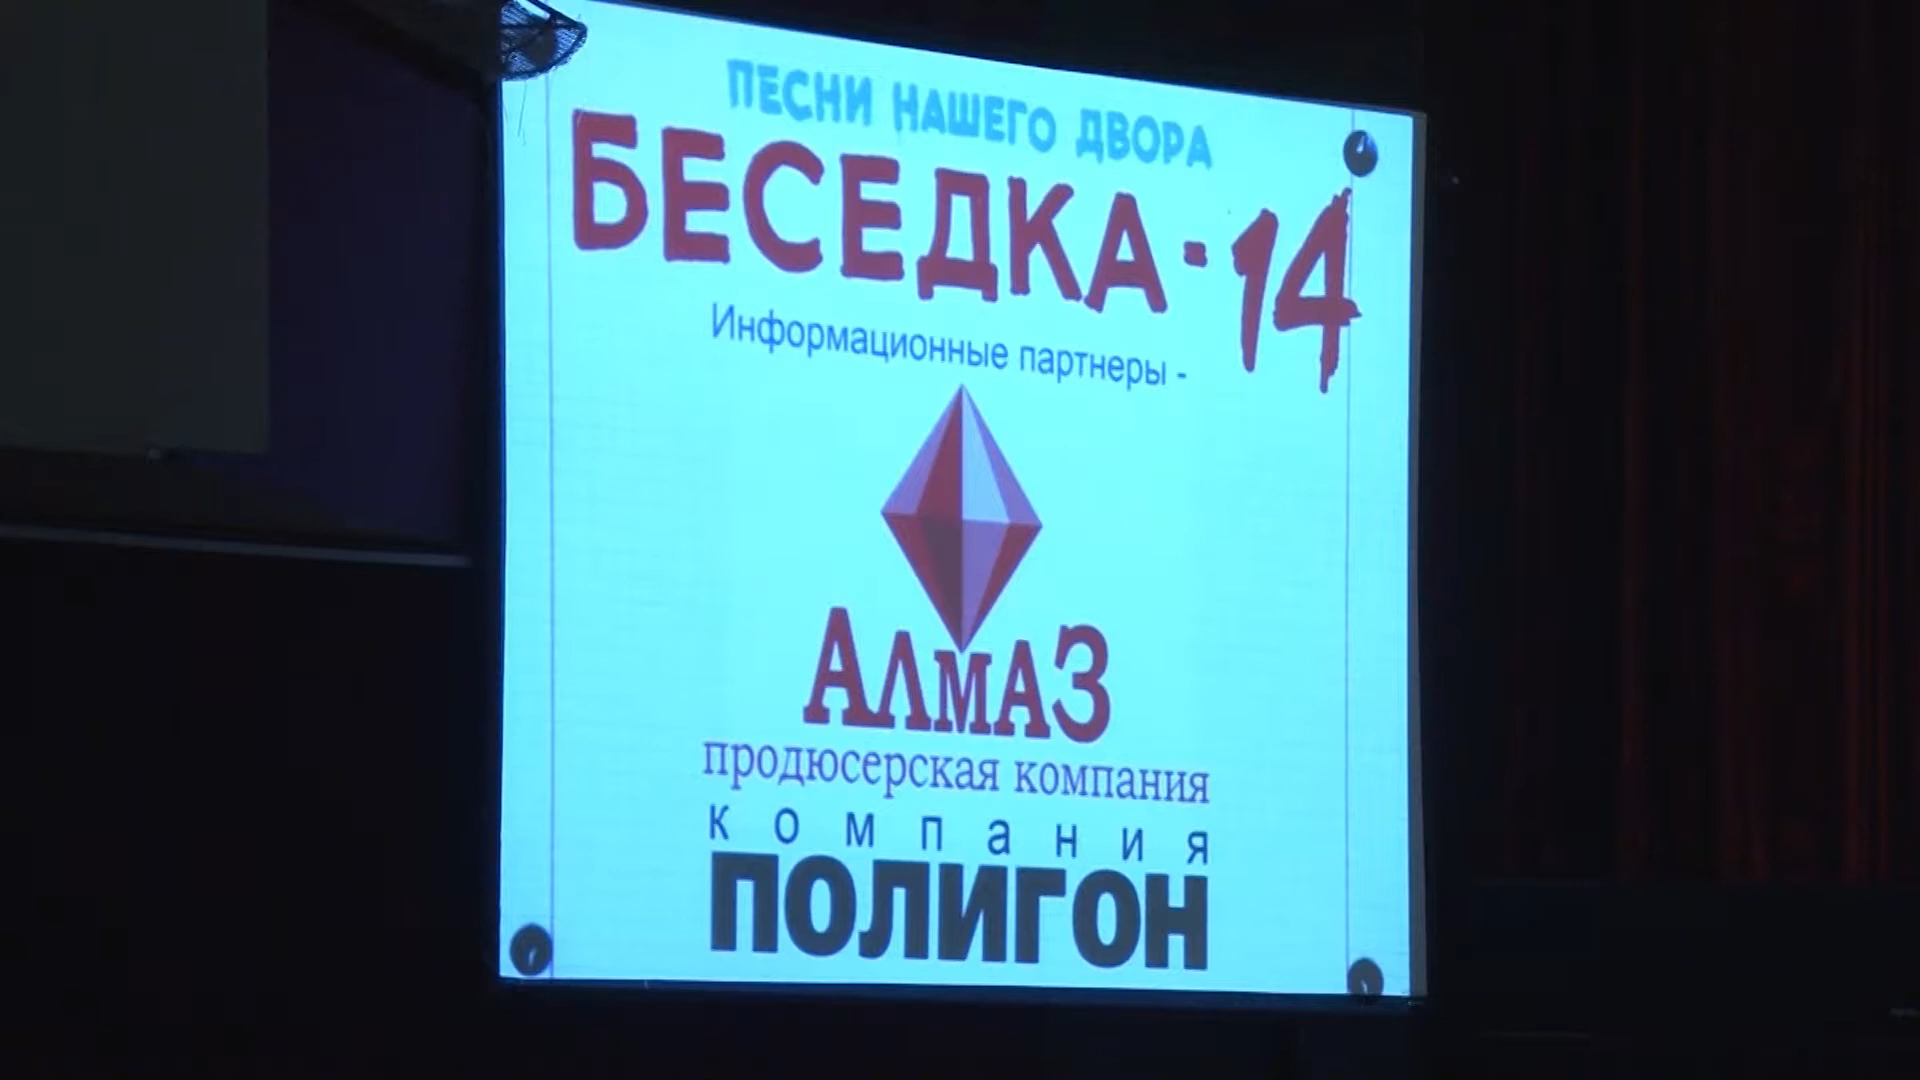 ПЕСНИ НАШЕГО ДВОРА
БЕСЕДКА - 14
Информационные партнеры -
АЛмАЗ
продюсерская компания
компания
ПОЛИГОН